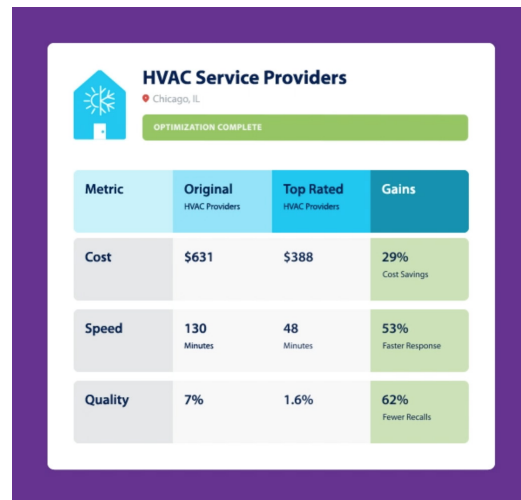 HVAC Service Providers
Chicago, IL
OPTIMIZATION COMPLETE
Metric Original Top Rated Gains
HVAC Providers HVAC Providers
Cost $631 $388 29%
Cost Savings
Speed 130 48 53%
Minutes Minutes Faster Response
Quality 7% 1.6% 62%
Fewer Recalls